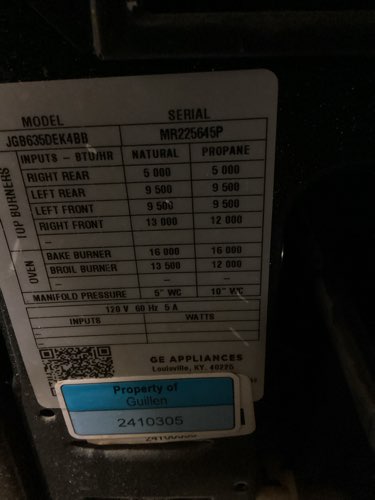 MODEL SERIAL
JGB635DEK4BB MR225645P
TOP BURNERS
INPUTS - BTU/HR NATURAL PROPANE
RIGHT REAR 5 000 5 000
LEFT REAR 9 500 9 500
LEFT FRONT 9 500 9 500
RIGHT FRONT 13 000 12 000
–
OVEN
BAKE BURNER 16 000 16 000
BROIL BURNER 13 500 12 000
– – –
MANIFOLD PRESSURE 5" WC 10" WC
120 V 60 Hz 5 A
INPUTS WATTS
– –
GE APPLIANCES
Louisville, KY. 40225
Property of
Guillen
2410305